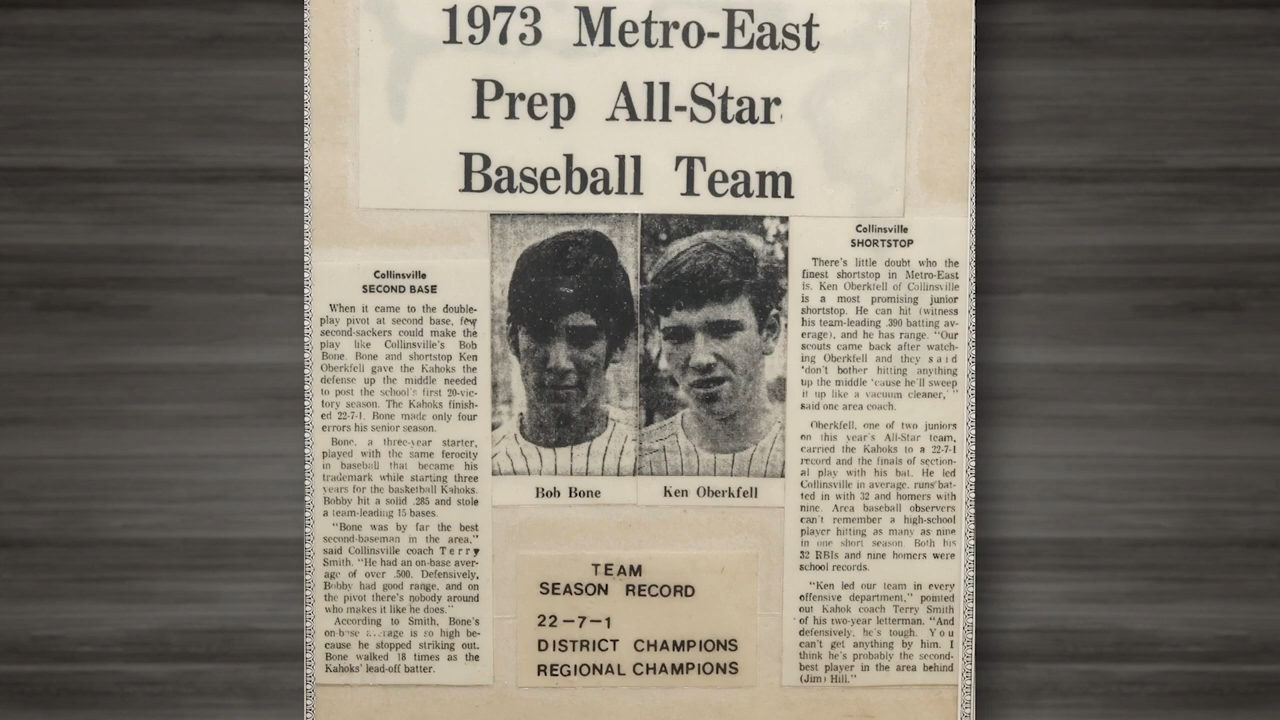 1973 Metro-East
Prep All-Star
Baseball Team
Collinsville
SECOND BASE
When it came to the double-
play pivot at second base, few
second-sackers could make the
play like Collinsville's Bob
Bone. Bone and shortstop Ken
Oberkfell gave the Kahoks the
defense up the middle needed
to post the school's first 20-vic-
tory season. The Kahoks finish-
ed 22-7-1. Bone made only four
errors his senior season.
Bone, a three-year starter,
played with the same ferocity
in baseball that became his
trademark while starting three
years for the basketball Kahoks.
Bobby hit a solid .285 and stole
a team-leading 15 bases.
"Bone was by far the best
second-baseman in the area,"
said Collinsville coach Terry
Smith. "He had an on-base aver-
age of over .500. Defensively,
Bobby had good range, and on
the pivot there's nobody around
who makes it like he does."
According to Smith, Bone's
on-base average is so high be-
cause he stopped striking out.
Bone walked 18 times as the
Kahoks' lead-off batter.
Bob Bone
Ken Oberkfell
TEAM
SEASON RECORD
22-7-1
DISTRICT CHAMPIONS
REGIONAL CHAMPIONS
Collinsville
SHORTSTOP
There's little doubt who the
finest shortstop in Metro-East
is. Ken Oberkfell of Collinsville
is a most promising junior
shortstop. He can hit (witness
his team-leading .390 batting av-
erage), and he has range. "Our
scouts came back after watch-
ing Oberkfell and they said
'don't bother hitting anything
up the middle 'cause he'll sweep
it up like a vacuum cleaner,' "
said one area coach.
Oberkfell, one of two juniors
on this year's All-Star team,
carried the Kahoks to a 22-7-1
record and the finals of section-
al play with his bat. He led
Collinsville in average, runs bat-
ted in with 32 and homers with
nine. Area baseball observers
can't remember a high-school
player hitting as many as nine
in one short season. Both his
32 RBIs and nine homers were
school records.
"Ken led our team in every
offensive department," pointed
out Kahok coach Terry Smith
of his two-year letterman. "And
defensively, he's tough. You
can't get anything by him. I
think he's probably the second-
best player in the area behind
(Jim) Hill."